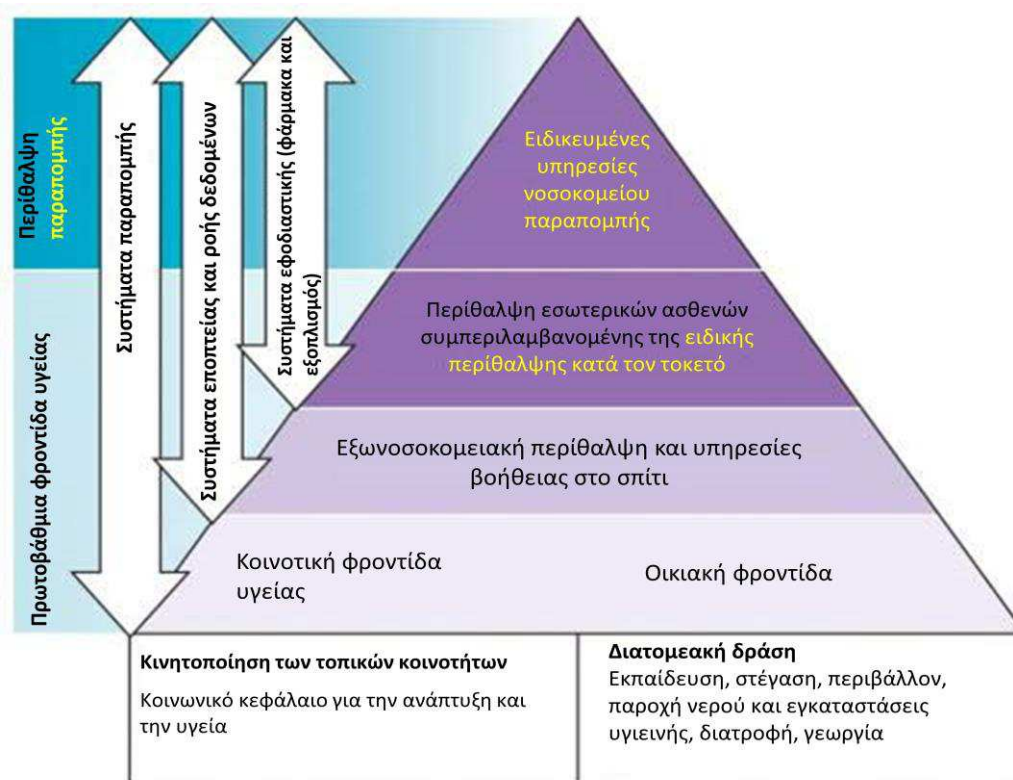 Περίθαλψη
παραπομπής
Πρωτοβάθμια φροντίδα υγείας
Συστήματα παραπομπής
Συστήματα εποπτείας και ροής δεδομένων
Συστήματα εφοδιαστικής (φάρμακα και
εξοπλισμός)
Ειδικευμένες
υπηρεσίες
νοσοκομείου
παραπομπής
Περίθαλψη εσωτερικών ασθενών
συμπεριλαμβανομένης της ειδικής
περίθαλψης κατά τον τοκετό
Εξωνοσοκομειακή περίθαλψη και υπηρεσίες
βοήθειας στο σπίτι
Κοινοτική φροντίδα
υγείας
Οικιακή φροντίδα
Κινητοποίηση των τοπικών κοινοτήτων
Κοινωνικό κεφάλαιο για την ανάπτυξη και
την υγεία
Διατομεακή δράση
Εκπαίδευση, στέγαση, περιβάλλον,
παροχή νερού και εγκαταστάσεις
υγιεινής, διατροφή, γεωργία